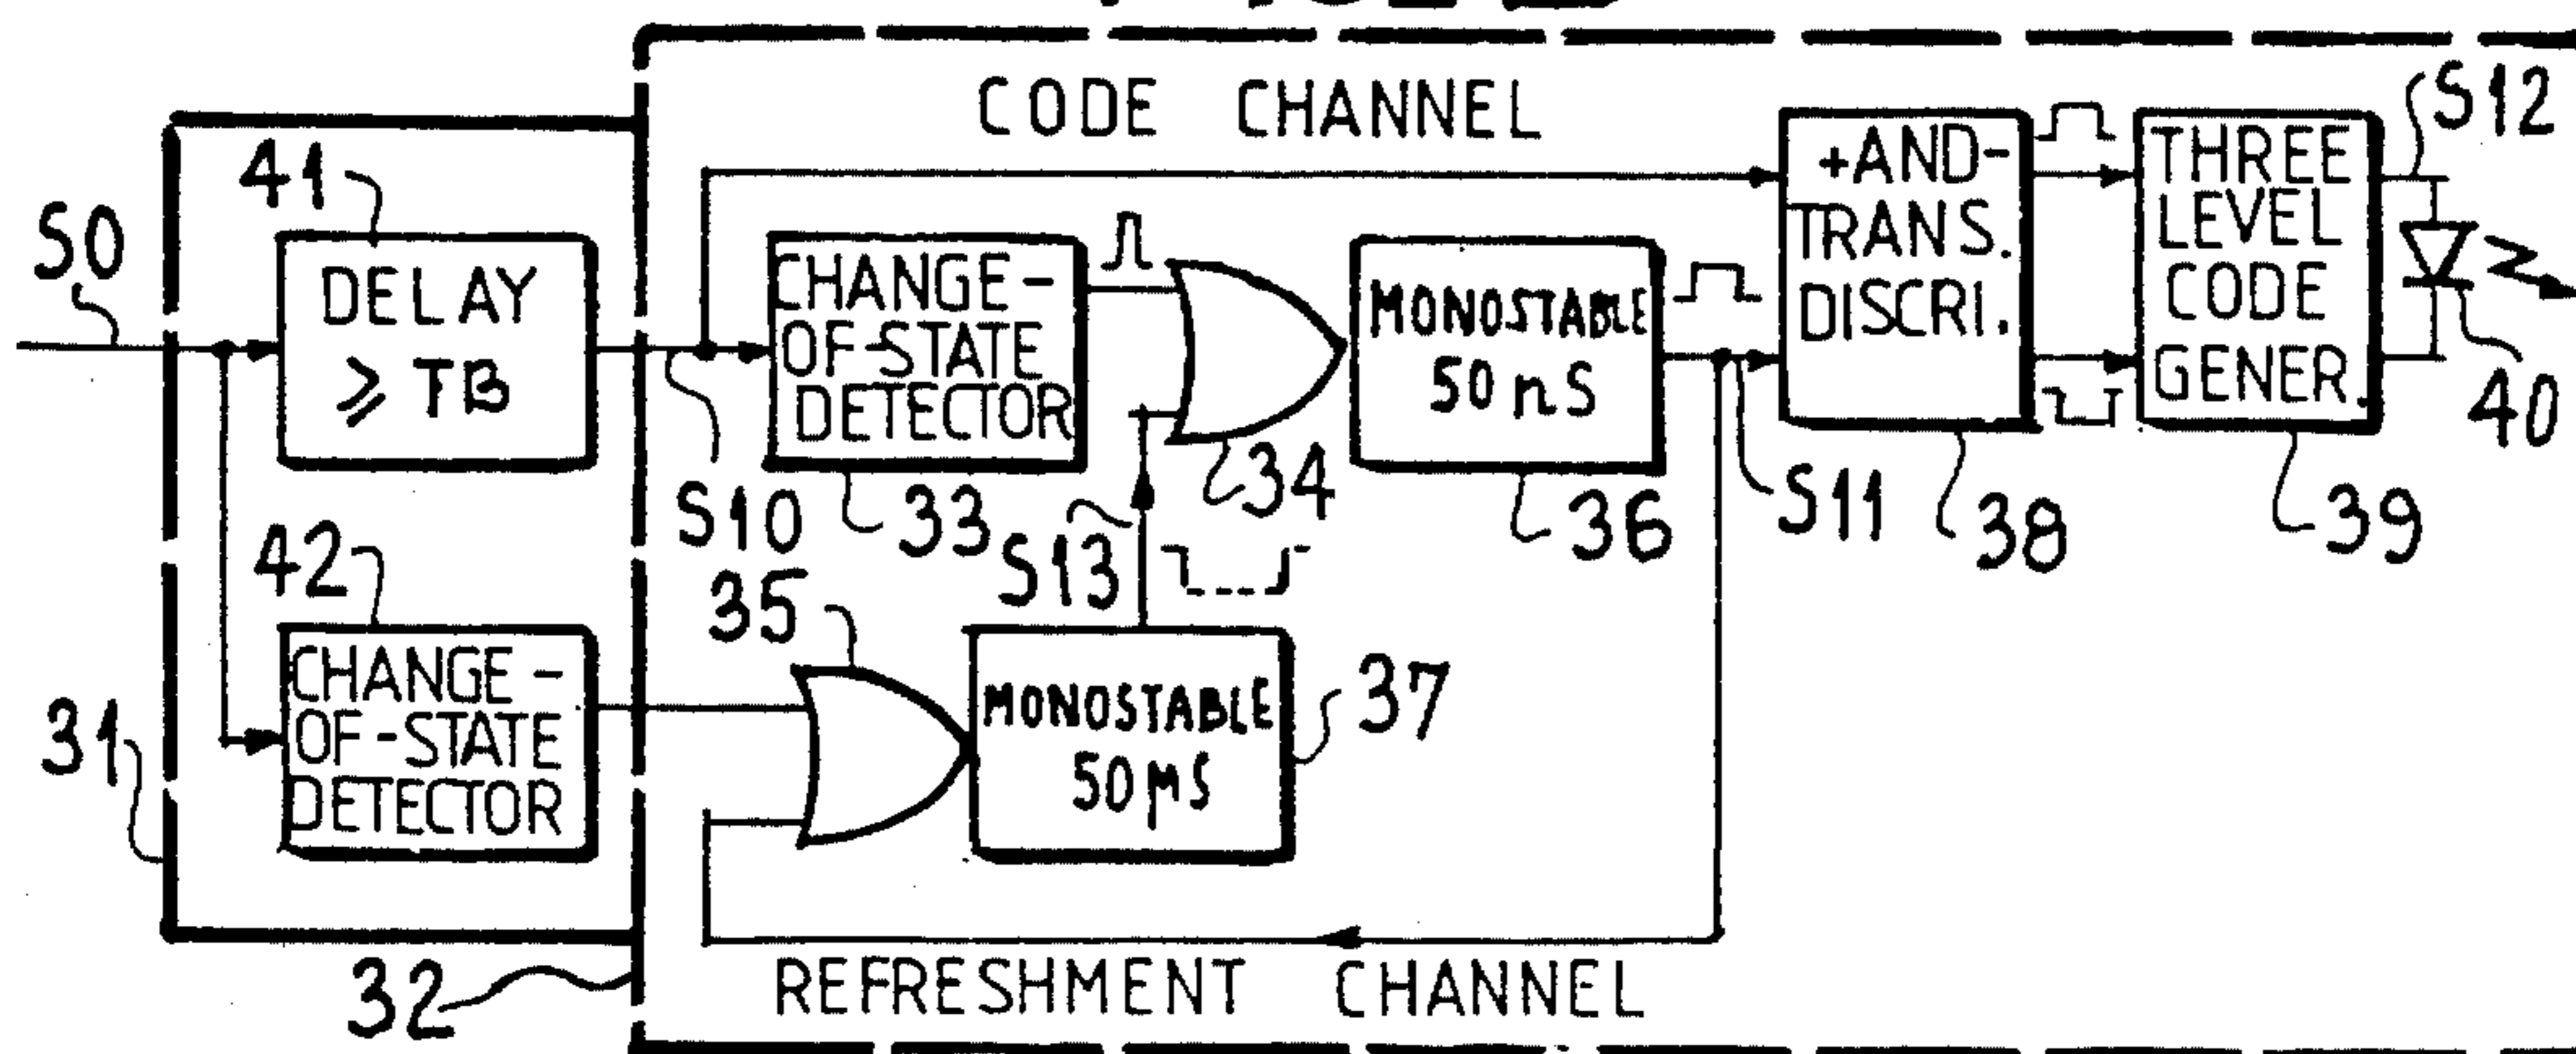 CODE CHANNEL
S12
41
S0
DELAY
⩾ TB
CHANGE-
OF-STATE
DETECTOR
MONOSTABLE
50 nS
+AND-
TRANS.
DISCRI.
THREE
LEVEL
CODE
GENER.
40
S10
33
34
36
S11
38
39
42
35
S13
CHANGE-
OF-STATE
DETECTOR
MONOSTABLE
50 μS
37
31
32
REFRESHMENT CHANNEL